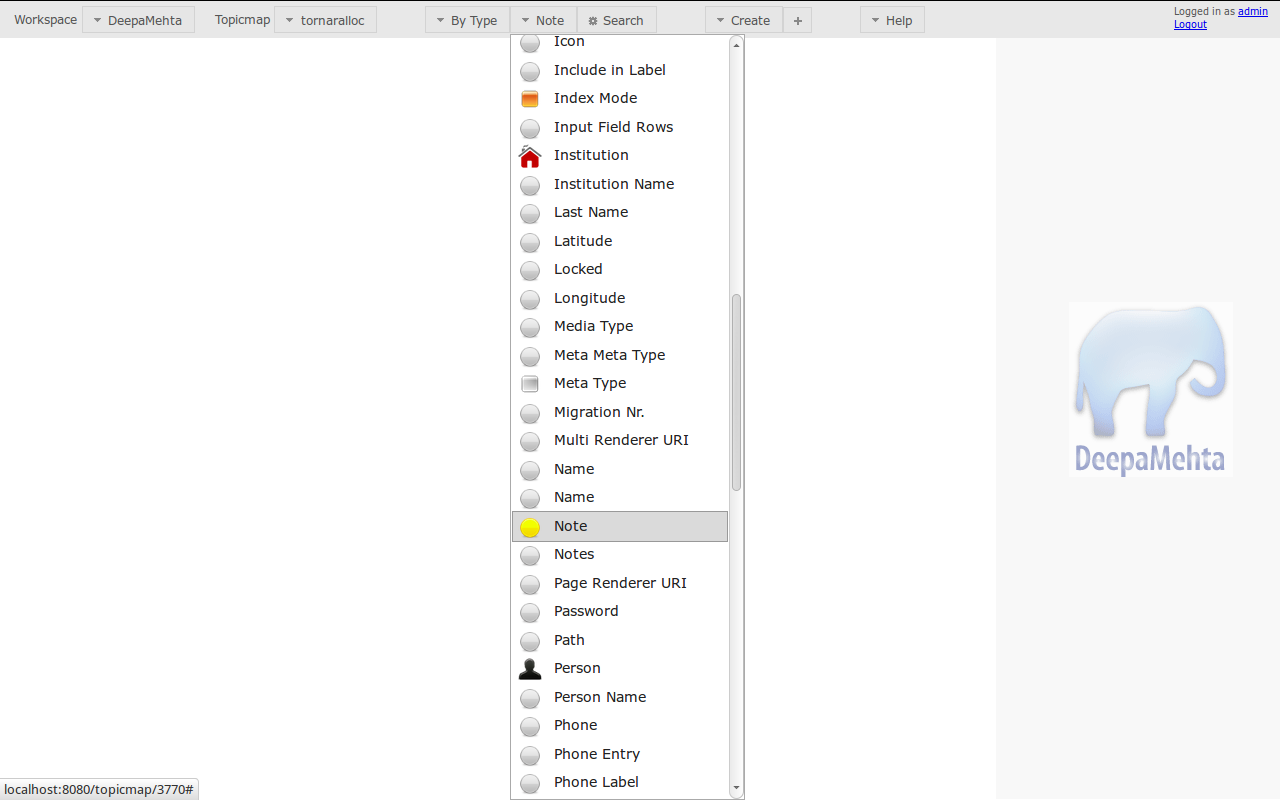 Workspace DeepaMehta Topicmap tornaralloc By Type Note Search Create + Help
Logged in as admin
Logout
Icon
Include in Label
Index Mode
Input Field Rows
Institution
Institution Name
Last Name
Latitude
Locked
Longitude
Media Type
Meta Meta Type
Meta Type
Migration Nr.
Multi Renderer URI
Name
Name
Note
Notes
Page Renderer URI
Password
Path
Person
Person Name
Phone
Phone Entry
Phone Label
DeepaMehta
localhost:8080/topicmap/3770#